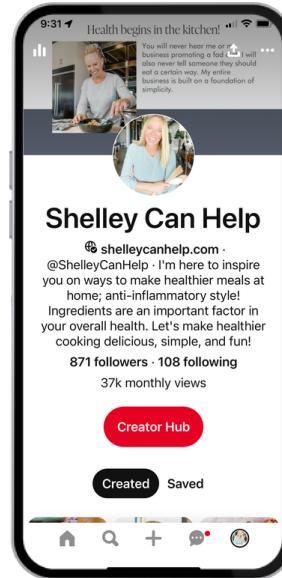 9:31
Health begins in the kitchen!
You will never hear me or my
business promoting a fad I will
also never tell someone they should
eat a certain way. My entire
business is built on a foundation of
simplicity.
Shelley Can Help
shelleycanhelp.com ·
@ShelleyCanHelp · I'm here to inspire
you on ways to make healthier meals at
home; anti-inflammatory style!
Ingredients are an important factor in
your overall health. Let's make healthier
cooking delicious, simple, and fun!
871 followers · 108 following
37k monthly views
Creator Hub
Created Saved